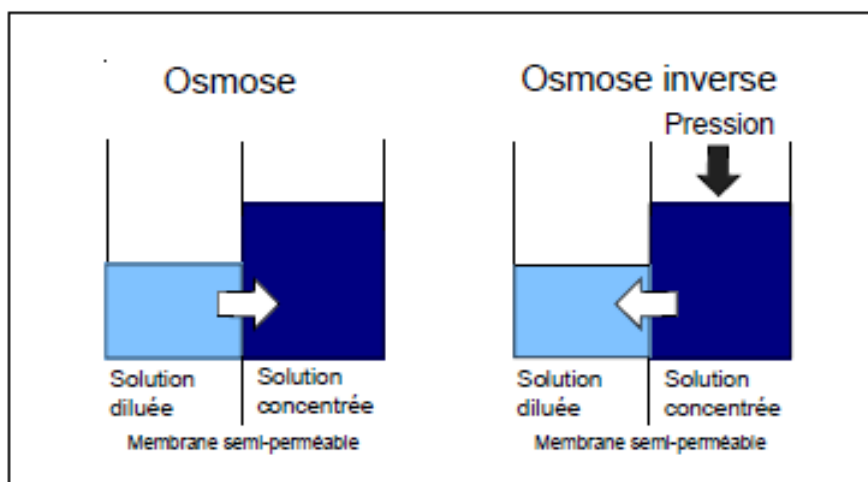 Osmose
Solution
diluée
Solution
concentrée
Membrane semi-perméable
Osmose inverse
Pression
Solution
diluée
Solution
concentrée
Membrane semi-perméable